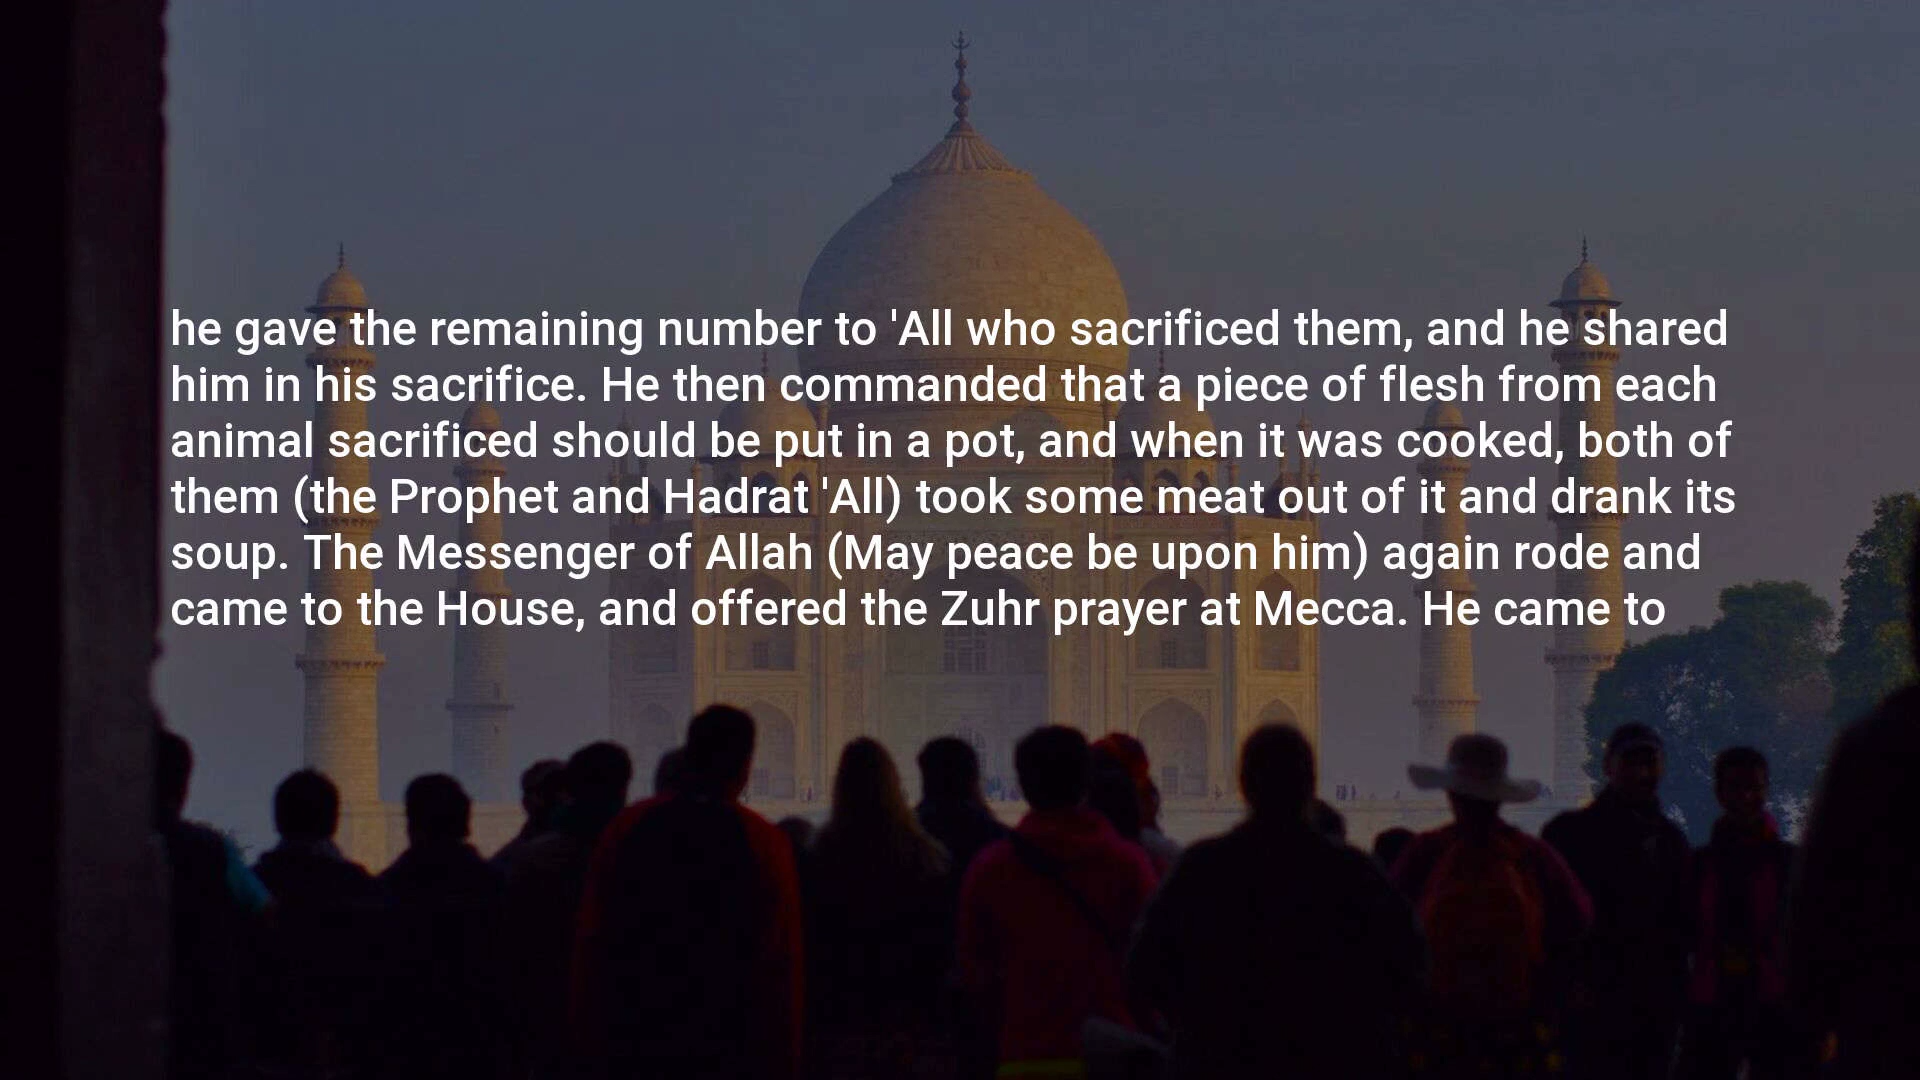 he gave the remaining number to 'All who sacrificed them, and he shared
him in his sacrifice. He then commanded that a piece of flesh from each
animal sacrificed should be put in a pot, and when it was cooked, both of
them (the Prophet and Hadrat 'All) took some meat out of it and drank its
soup. The Messenger of Allah (May peace be upon him) again rode and
came to the House, and offered the Zuhr prayer at Mecca. He came to